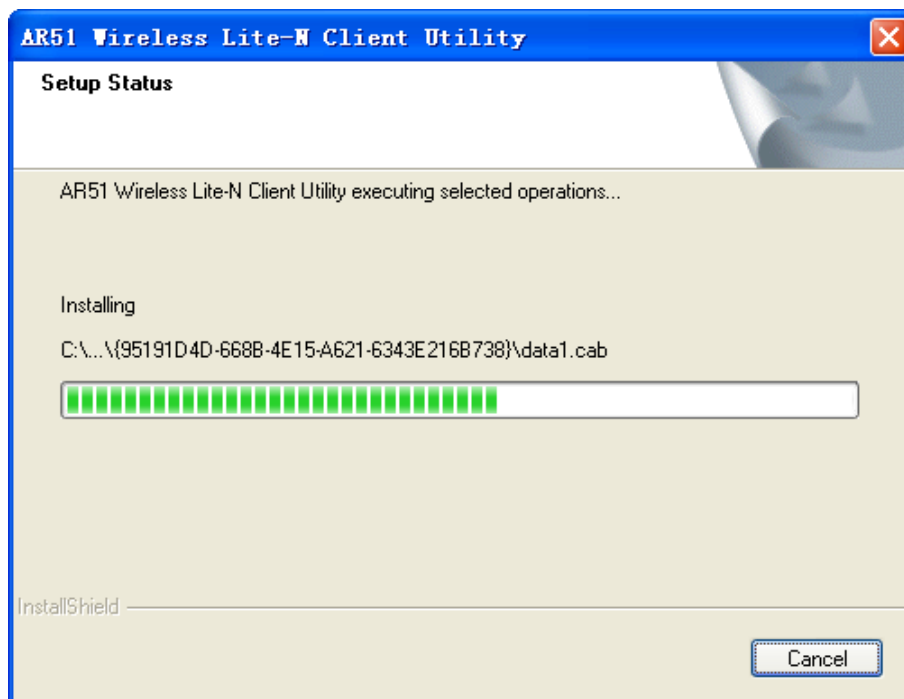 AR51 Wireless Lite-N Client Utility
Setup Status
AR51 Wireless Lite-N Client Utility executing selected operations...
Installing
C:\...\{95191D4D-668B-4E15-A621-6343E216B738}\data1.cab
InstallShield
Cancel